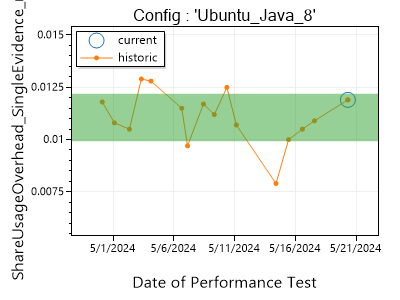 Config : 'Ubuntu_Java_8'
ShareUsageOverhead_SingleEvidence_
0.015
0.0125
0.01
0.0075
current
historic
5/1/2024
5/6/2024
5/11/2024
5/16/2024
5/21/2024
Date of Performance Test